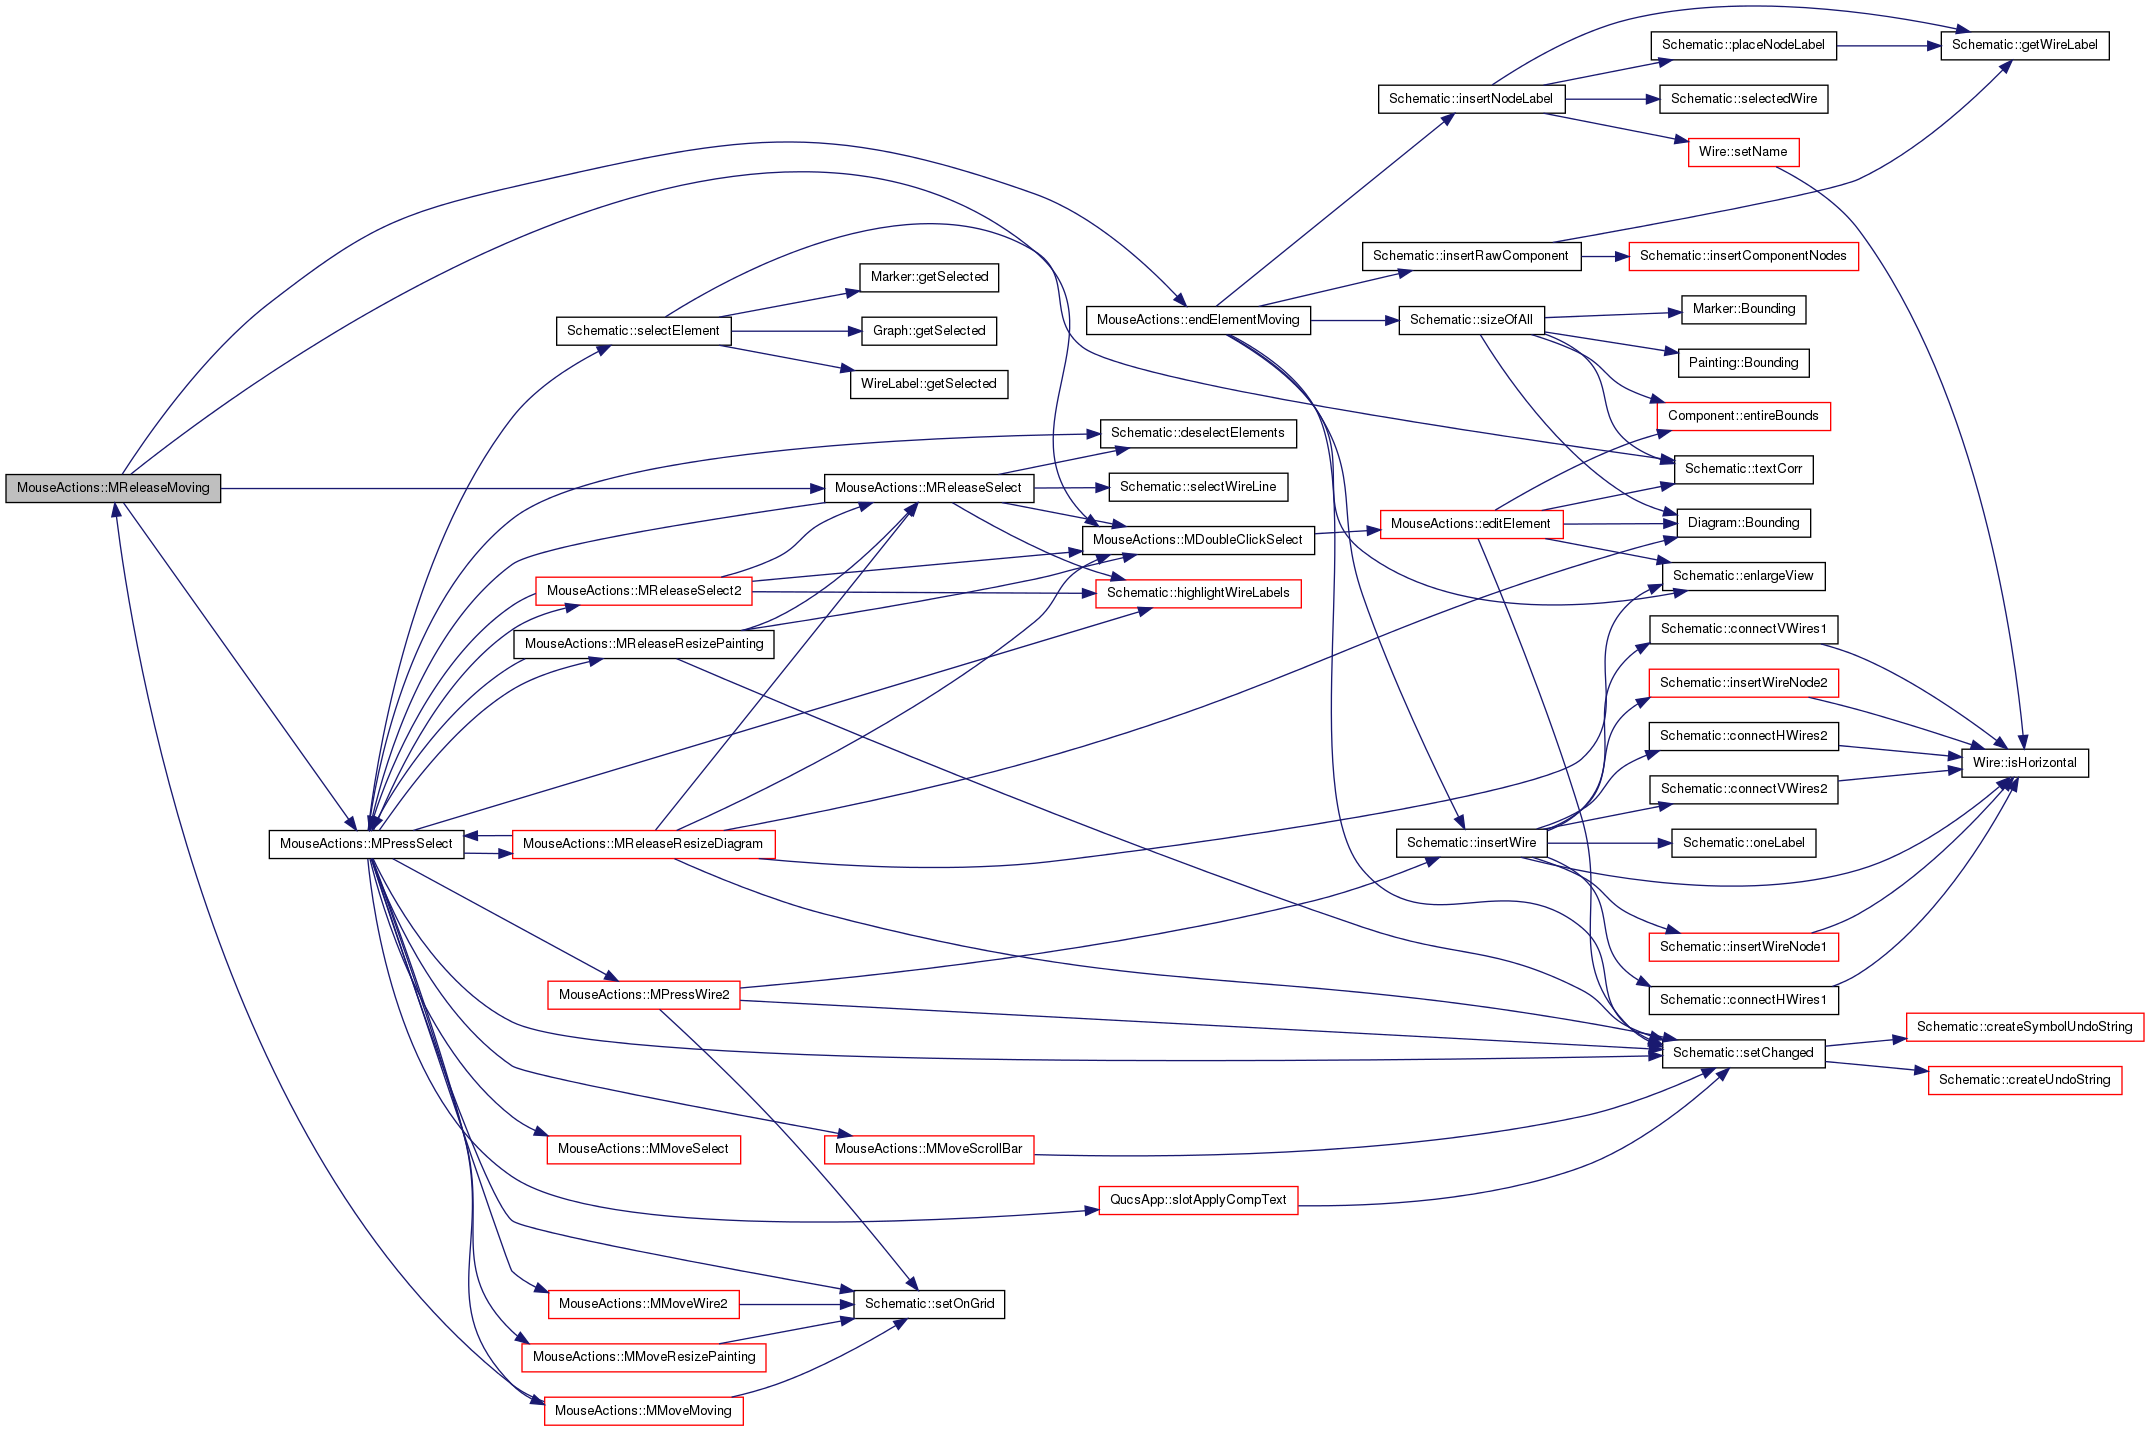 MouseActions::MReleaseMoving
MouseActions::MPressSelect
Schematic::selectElement
MouseActions::MReleaseSelect2
MouseActions::MReleaseResizePainting
MouseActions::MReleaseResizeDiagram
MouseActions::MPressWire2
MouseActions::MMoveSelect
MouseActions::MMoveWire2
MouseActions::MMoveResizePainting
MouseActions::MMoveMoving
Marker::getSelected
Graph::getSelected
WireLabel::getSelected
MouseActions::MReleaseSelect
MouseActions::MMoveScrollBar
Schematic::setOnGrid
MouseActions::endElementMoving
Schematic::deselectElements
Schematic::selectWireLine
MouseActions::MDoubleClickSelect
Schematic::highlightWireLabels
QucsApp::slotApplyCompText
Schematic::insertNodeLabel
Schematic::insertRawComponent
Schematic::sizeOfAll
MouseActions::editElement
Schematic::insertWire
Schematic::placeNodeLabel
Schematic::selectedWire
Wire::setName
Schematic::insertComponentNodes
Marker::Bounding
Painting::Bounding
Component::entireBounds
Schematic::textCorr
Diagram::Bounding
Schematic::enlargeView
Schematic::connectVWires1
Schematic::insertWireNode2
Schematic::connectHWires2
Schematic::connectVWires2
Schematic::oneLabel
Schematic::insertWireNode1
Schematic::connectHWires1
Schematic::setChanged
Schematic::getWireLabel
Wire::isHorizontal
Schematic::createSymbolUndoString
Schematic::createUndoString